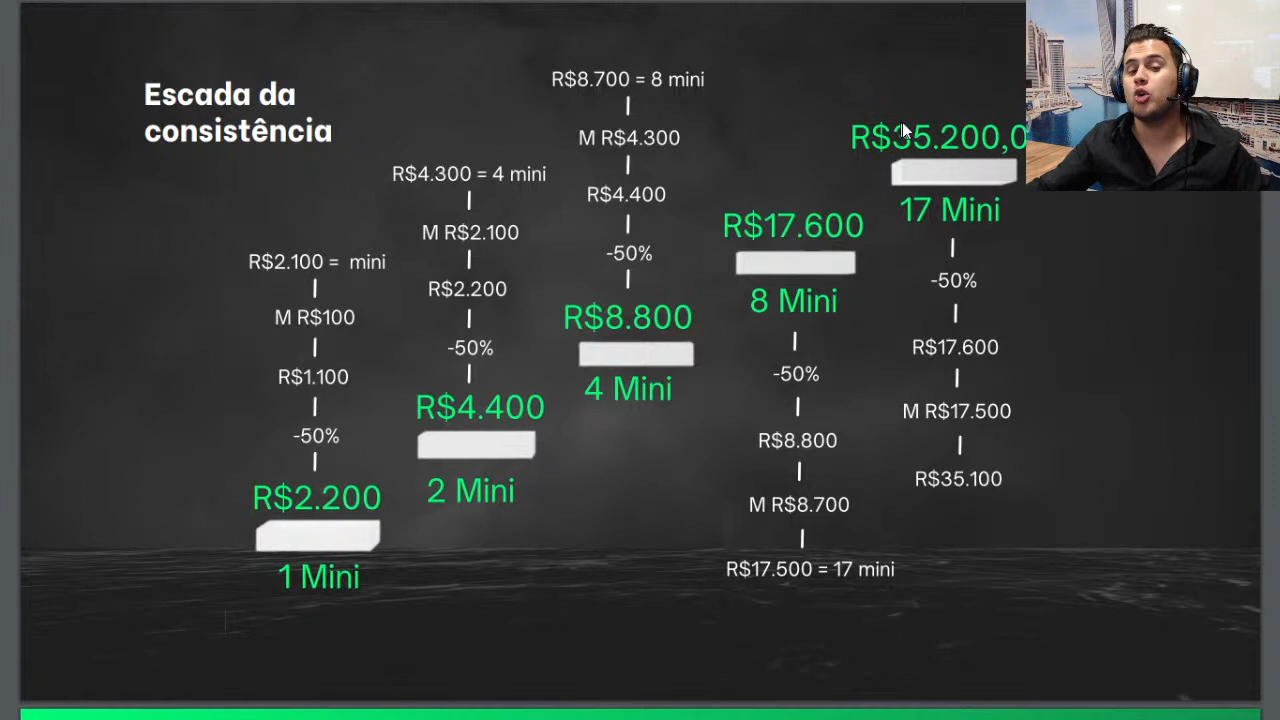 Escada da
consistência
R$2.100 =  mini
M R$100
R$1.100
-50%
R$2.200
1 Mini
R$4.300 = 4 mini
M R$2.100
R$2.200
-50%
R$4.400
2 Mini
R$8.700 = 8 mini
M R$4.300
R$4.400
-50%
R$8.800
4 Mini
R$17.600
8 Mini
-50%
R$8.800
M R$8.700
R$17.500 = 17 mini
R$35.200,0
17 Mini
-50%
R$17.600
M R$17.500
R$35.100